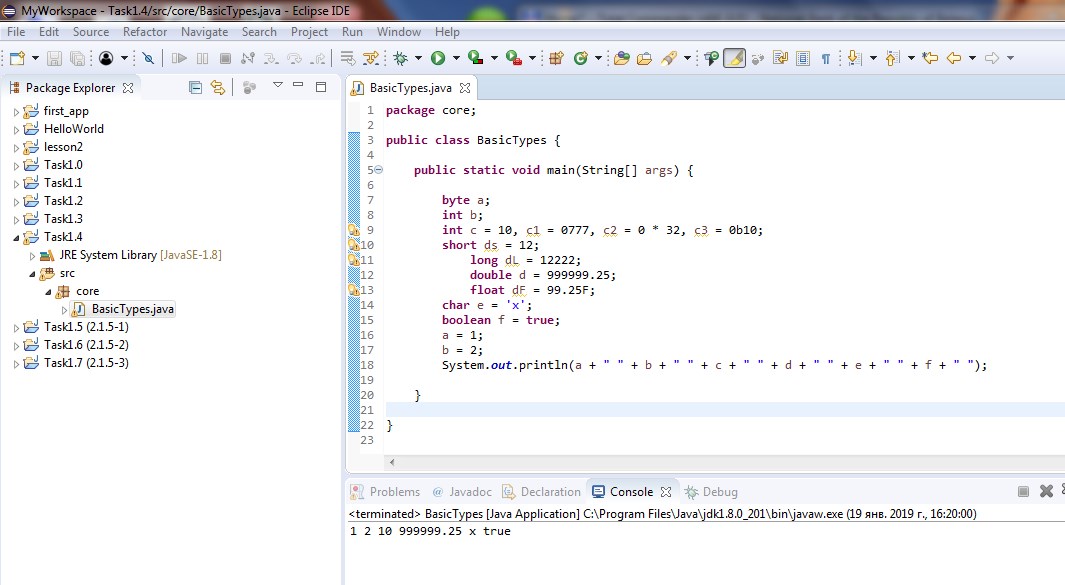 MyWorkspace - Task1.4/src/core/BasicTypes.java - Eclipse IDE
File Edit Source Refactor Navigate Search Project Run Window Help
Package Explorer
first_app
HelloWorld
lesson2
Task1.0
Task1.1
Task1.2
Task1.3
Task1.4
JRE System Library [JavaSE-1.8]
src
core
BasicTypes.java
Task1.5 (2.1.5-1)
Task1.6 (2.1.5-2)
Task1.7 (2.1.5-3)
BasicTypes.java
1 package core;
2
3 public class BasicTypes {
4
5 public static void main(String[] args) {
6
7 byte a;
8 int b;
9 int c = 10, c1 = 0777, c2 = 0 * 32, c3 = 0b10;
10 short ds = 12;
11 long dL = 12222;
12 double d = 999999.25;
13 float dF = 99.25F;
14 char e = 'x';
15 boolean f = true;
16 a = 1;
17 b = 2;
18 System.out.println(a + " " + b + " " + c + " " + d + " " + e + " " + f + " ");
19
20 }
21
22 }
23
Problems @ Javadoc Declaration Console Debug
<terminated> BasicTypes [Java Application] C:\Program Files\Java\jdk1.8.0_201\bin\javaw.exe (19 янв. 2019 г., 16:20:00)
1 2 10 999999.25 x true